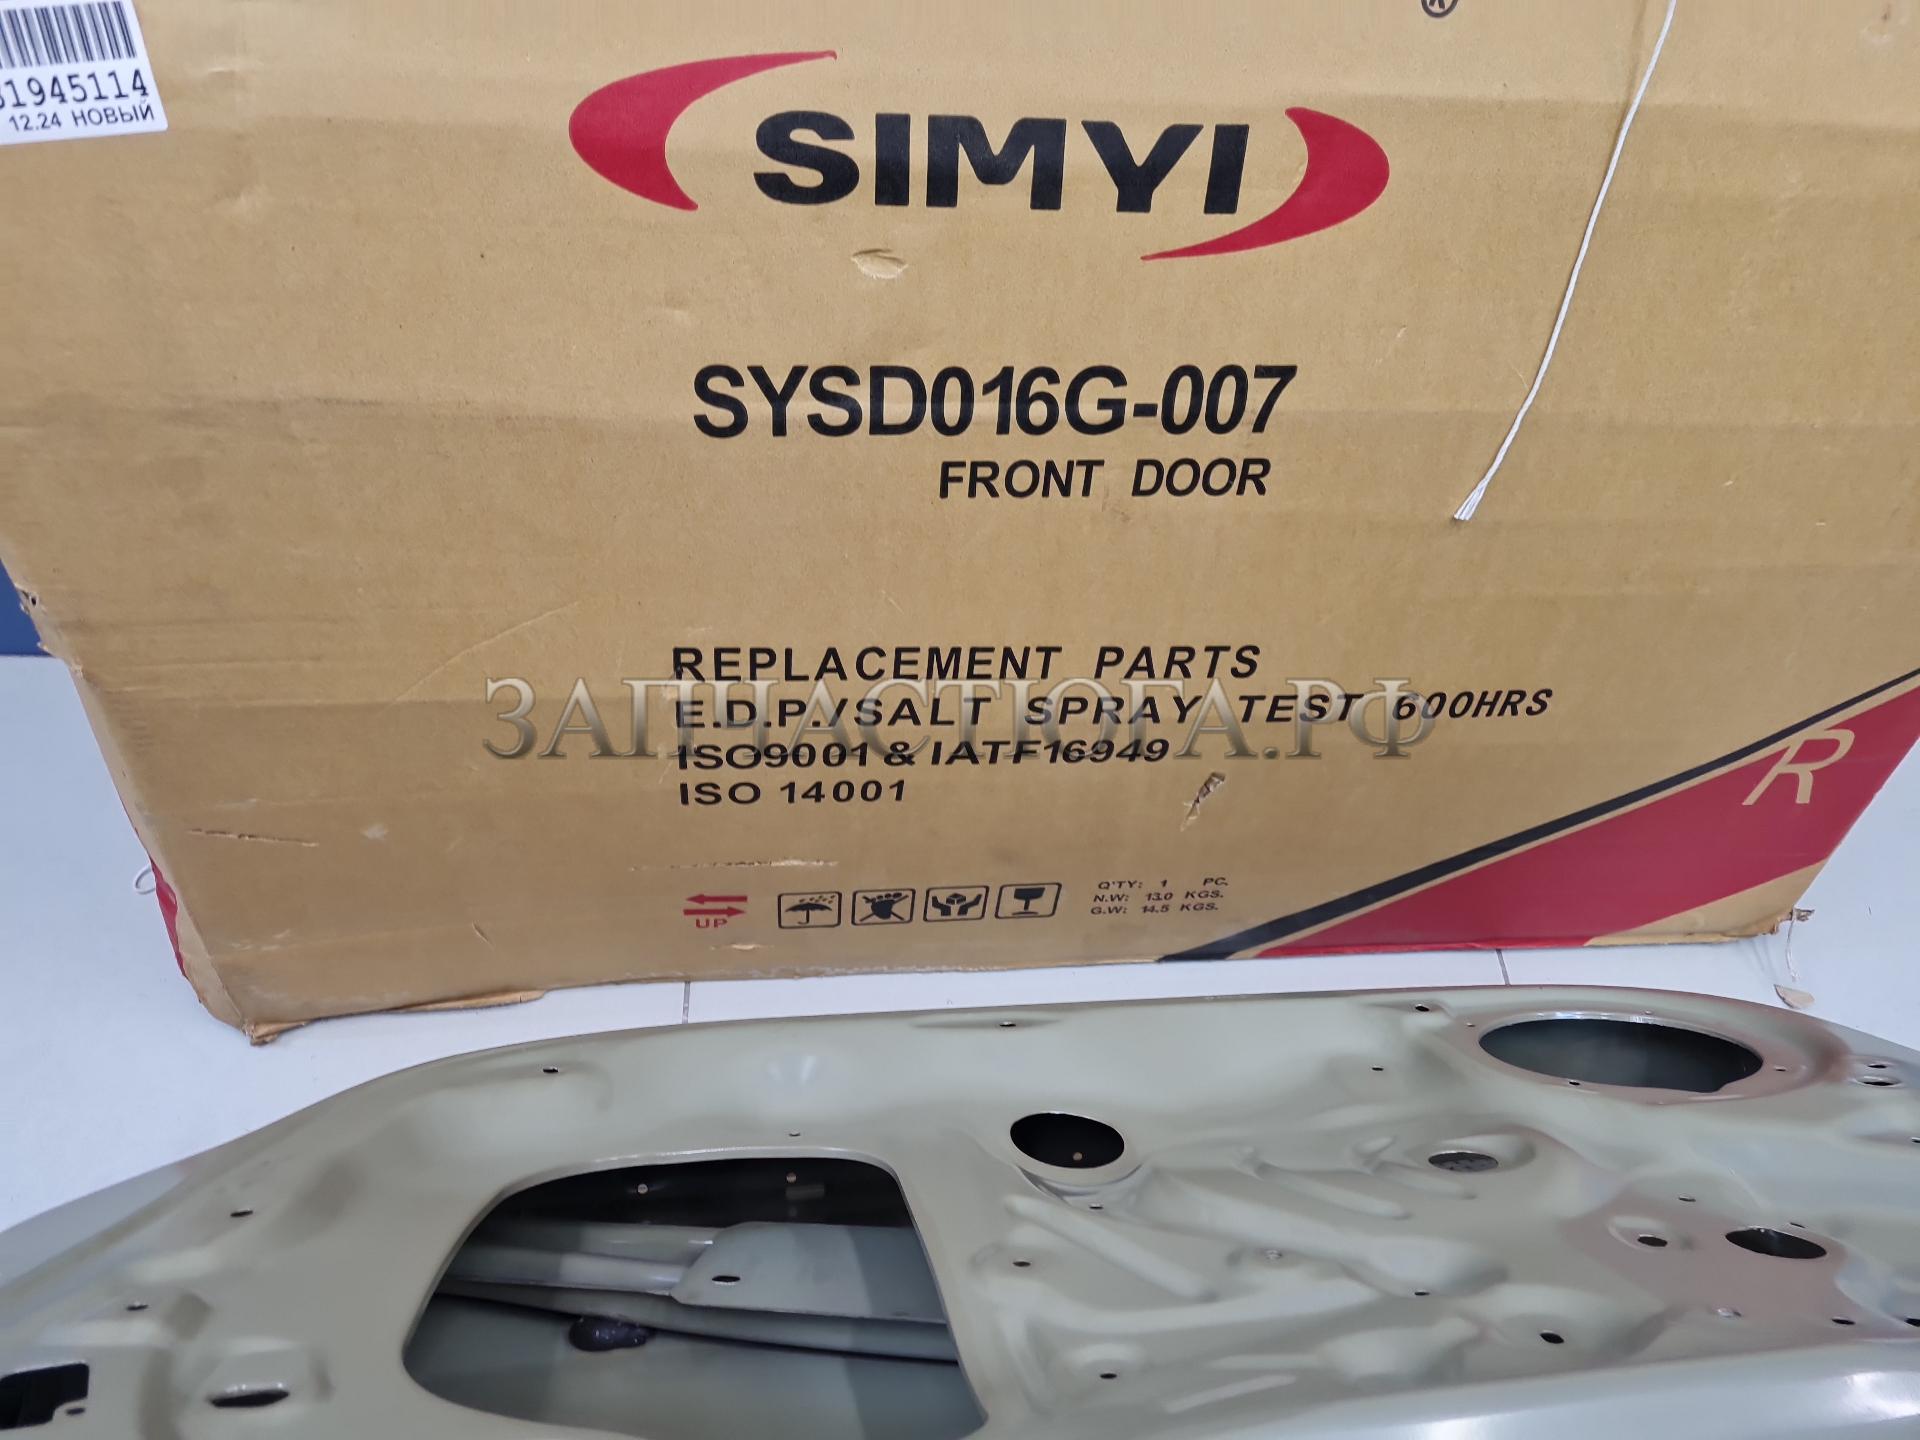 ®
31945114
12.24 НОВЫЙ
SIMYI
SYSD016G-007
FRONT DOOR
REPLACEMENT PARTS
ЗАПЧАСТЮГА.РФ
E.D.P./SALT SPRAY TEST 600HRS
ISO9001 & IATF16949
ISO 14001
R
UP
Q'TY: 1 PC.
N.W: 13.0 KGS.
G.W: 14.5 KGS.